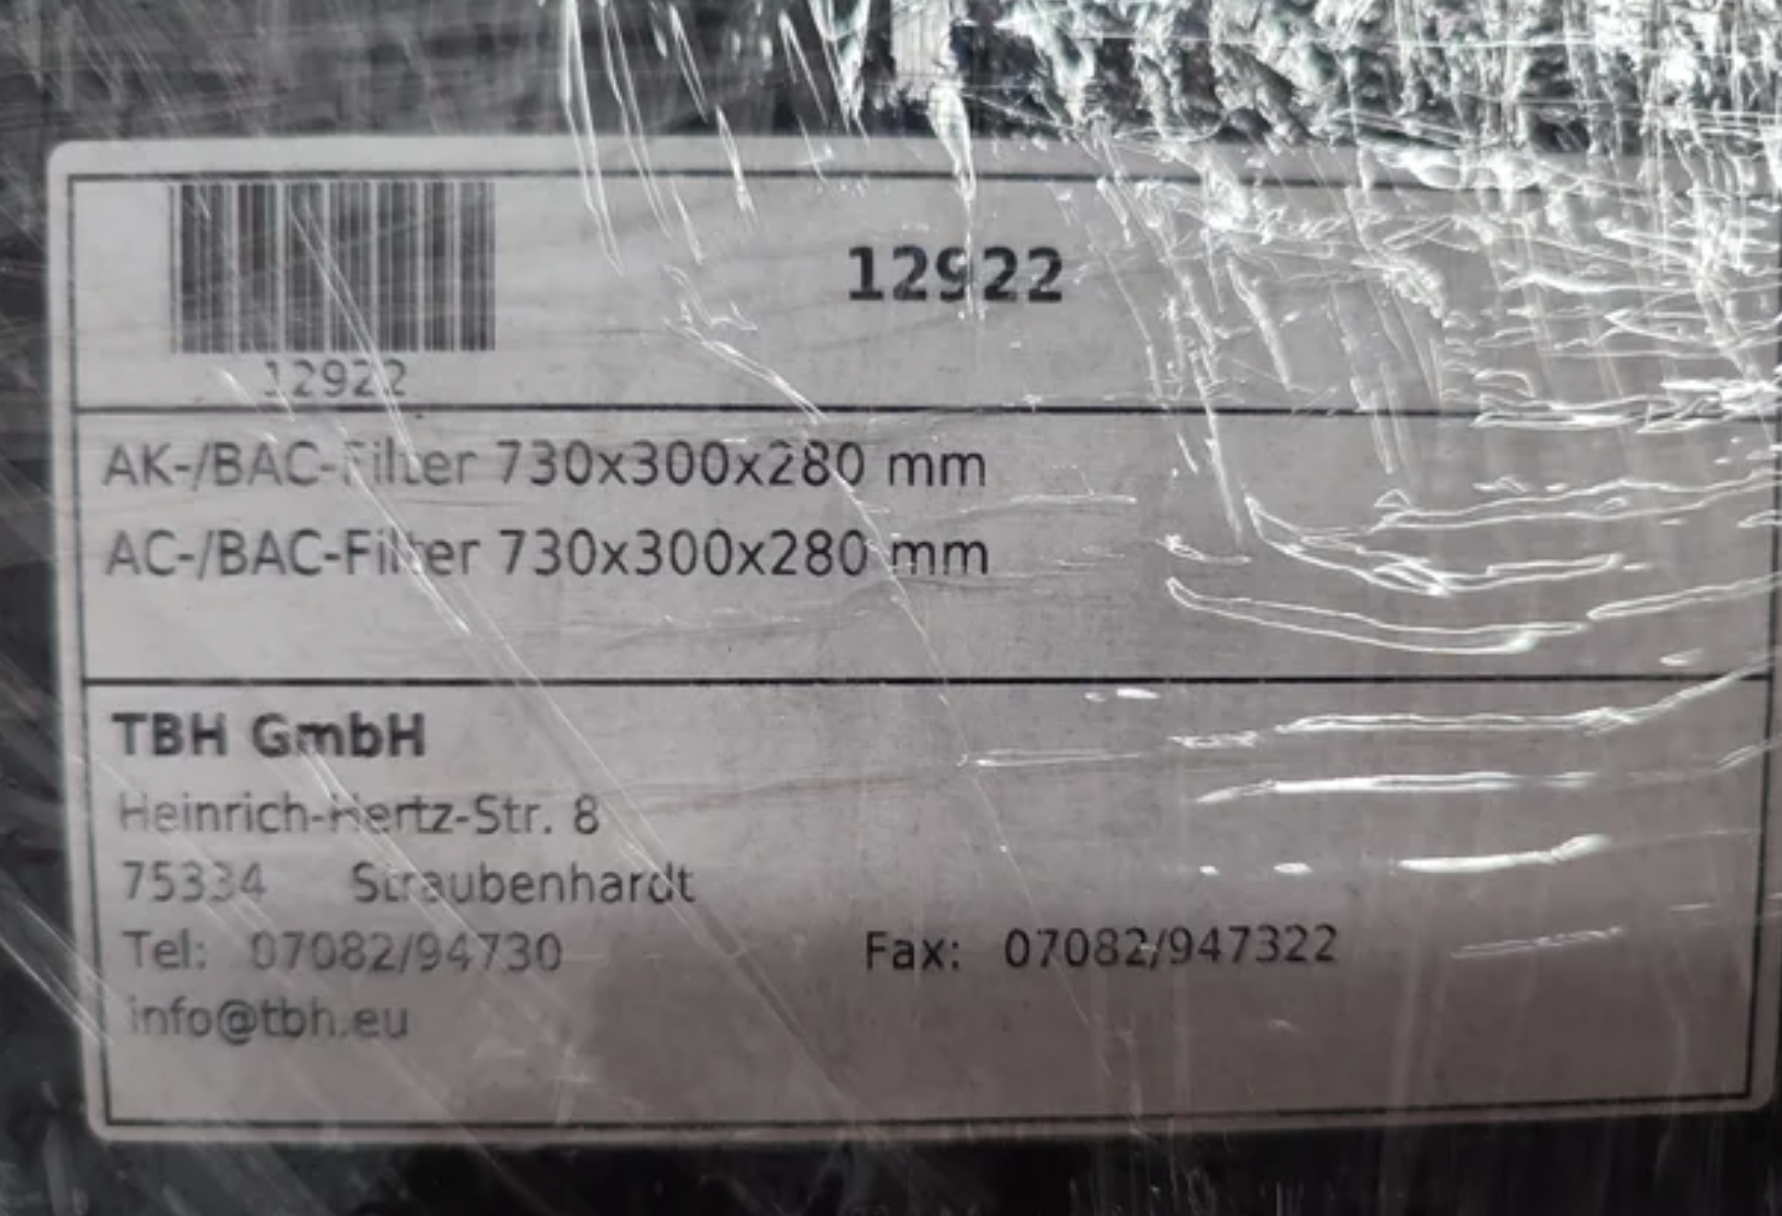 12922
12922
AK-/BAC-Filter 730x300x280 mm
AC-/BAC-Filter 730x300x280 mm
TBH GmbH
Heinrich-Hertz-Str. 8
75334 Straubenhardt
Tel: 07082/94730 Fax: 07082/947322
info@tbh.eu